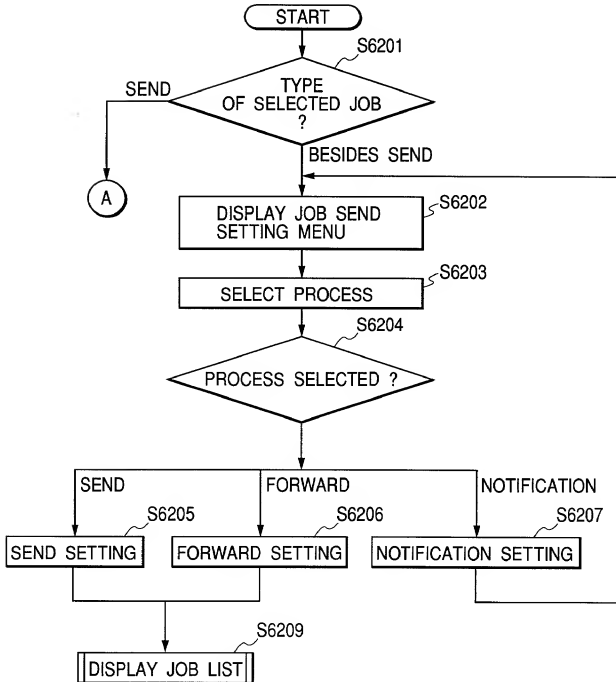 START
S6201
TYPE
OF SELECTED JOB
?
SEND
BESIDES SEND
A
S6202
DISPLAY JOB SEND
SETTING MENU
S6203
SELECT PROCESS
S6204
PROCESS SELECTED ?
SEND
FORWARD
NOTIFICATION
S6205
S6206
S6207
SEND SETTING
FORWARD SETTING
NOTIFICATION SETTING
S6209
DISPLAY JOB LIST